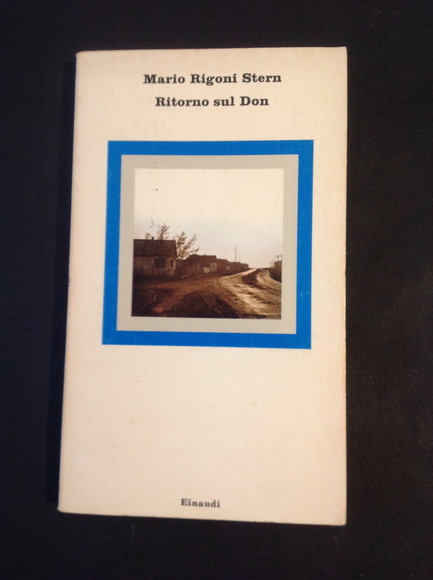 Mario Rigoni Stern
Ritorno sul Don
Einaudi